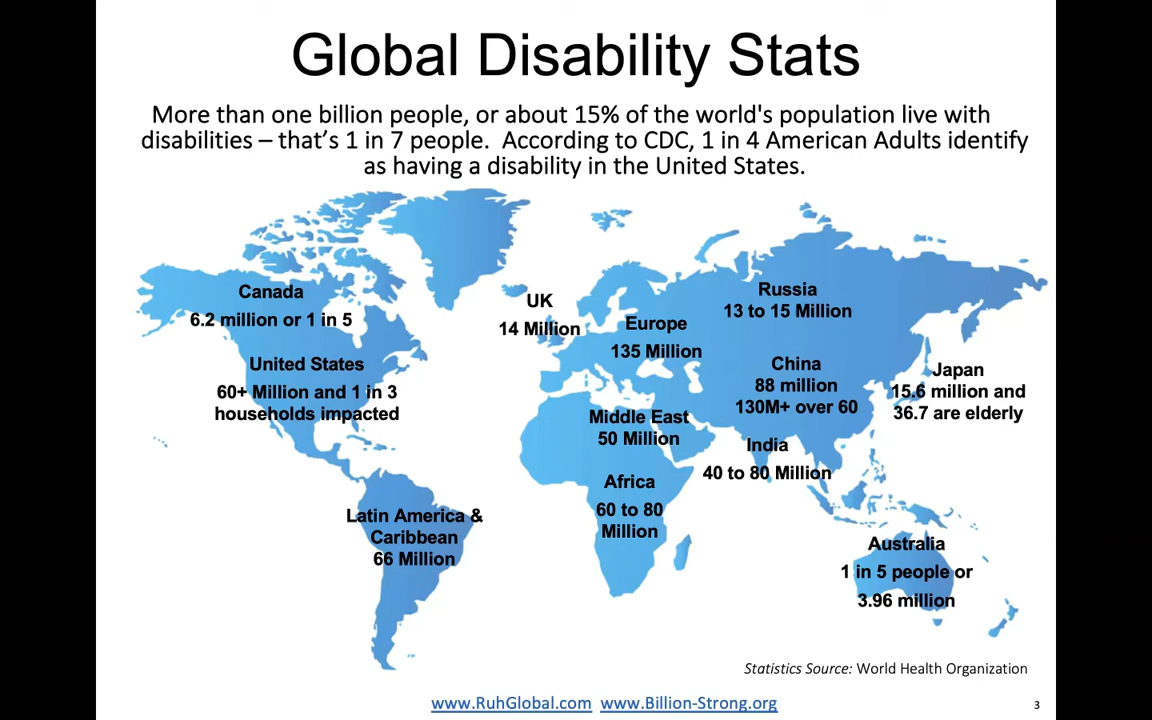 Global Disability Stats
More than one billion people, or about 15% of the world's population live with
disabilities – that's 1 in 7 people.  According to CDC, 1 in 4 American Adults identify
as having a disability in the United States.
Canada
6.2 million or 1 in 5
United States
60+ Million and 1 in 3
households impacted
UK
14 Million
Europe
135 Million
Russia
13 to 15 Million
China
88 million
130M+ over 60
Japan
15.6 million and
36.7 are elderly
Middle East
50 Million
India
40 to 80 Million
Africa
60 to 80
Million
Latin America &
Caribbean
66 Million
Australia
1 in 5 people or
3.96 million
Statistics Source: World Health Organization
www.RuhGlobal.com www.Billion-Strong.org
3